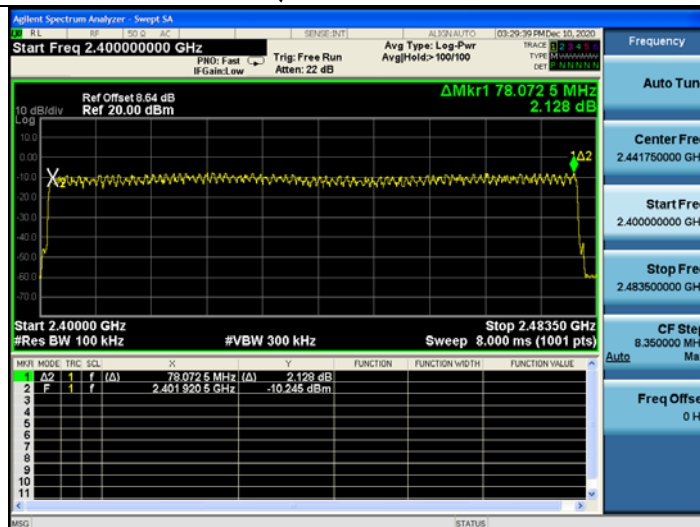 Agilent Spectrum Analyzer - Swept SA
RL RF 50 Ω AC SENSE:INT ALIGN AUTO 03:29:39 PM Dec 10, 2020
Start Freq 2.400000000 GHz
PNO: Fast
IFGain:Low
Trig: Free Run
Atten: 22 dB
Avg Type: Log-Pwr
Avg|Hold:> 100/100
TRACE 1 2 3 4 5 6
TYPE
DET P N N N N N
ΔMkr1 78.072 5 MHz
2.128 dB
Ref Offset 8.64 dB
Ref 20.00 dBm
10 dB/div
Log
10.0
0.00
-10.0
-20.0
-30.0
-40.0
-50.0
-60.0
-70.0
X2
1Δ2
Start 2.40000 GHz
Stop 2.48350 GHz
#Res BW 100 kHz #VBW 300 kHz Sweep 8.000 ms (1001 pts)
MKR MODE TRC SCL X Y FUNCTION FUNCTION WIDTH FUNCTION VALUE
1 Δ2 1 f (Δ) 78.072 5 MHz (Δ) 2.128 dB
2 F 1 f 2.401 920 5 GHz -10.245 dBm
3
4
5
6
7
8
9
10
11
MSG STATUS
Frequency
Auto Tun
Center Fre
2.441750000 GH
Start Fre
2.400000000 GH
Stop Fre
2.483500000 GH
CF Step
8.350000 MH
Auto Ma
Freq Offse
0 H